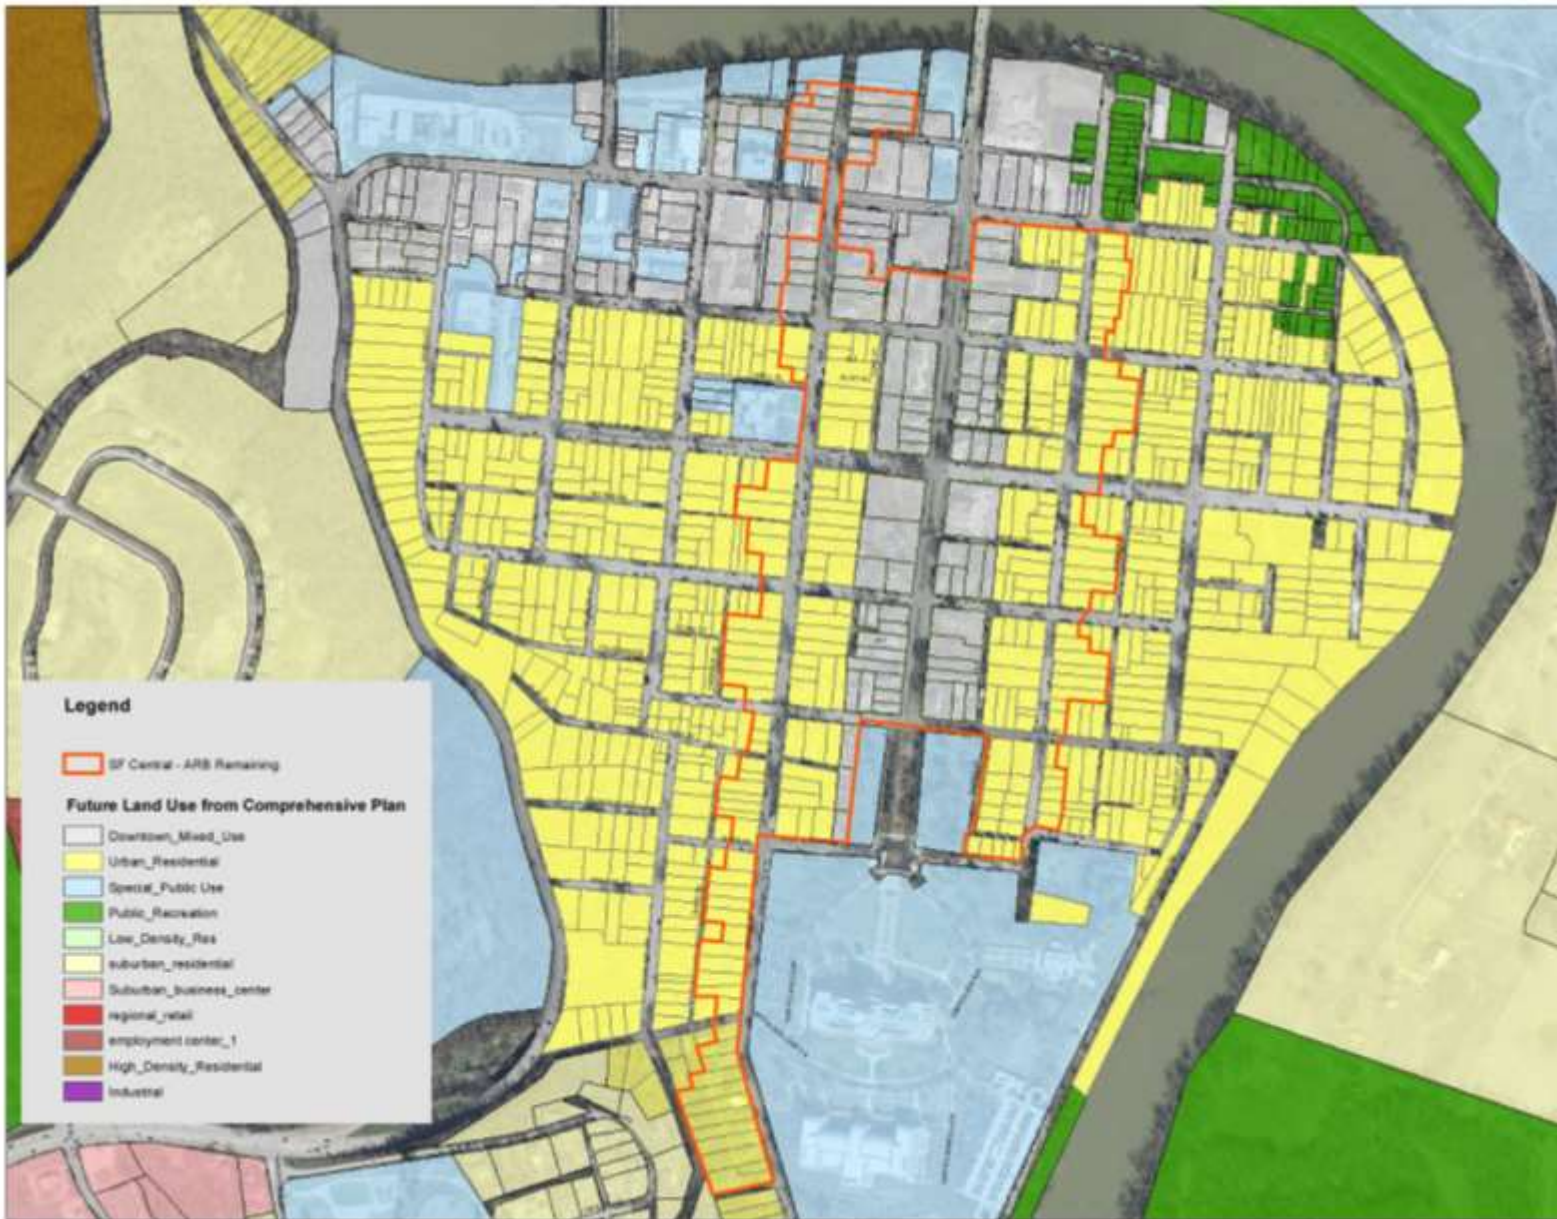 Legend
SF Central - ARB Remaining
Future Land Use from Comprehensive Plan
Downtown_Mixed_Use
Urban_Residential
Special_Public Use
Public_Recreation
Low_Density_Res
suburban_residential
Suburban_business_center
regional_retail
employment center_1
High_Density_Residential
Industrial